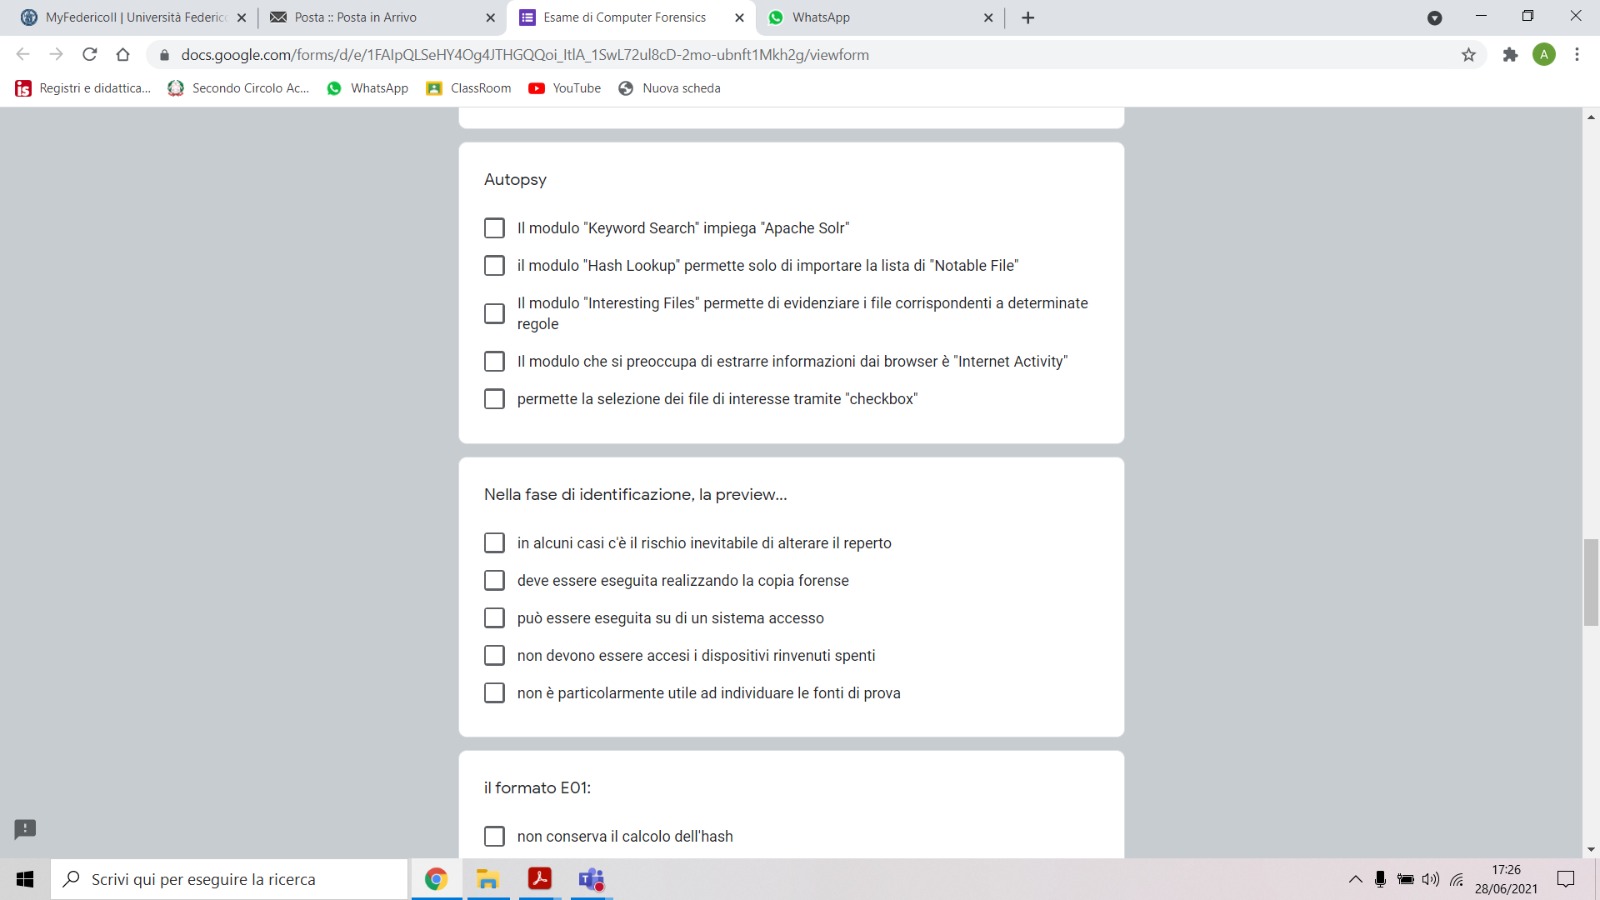 MyFedericoII | Università Federic
Posta :: Posta in Arrivo
Esame di Computer Forensics
WhatsApp
docs.google.com/forms/d/e/1FAIpQLSeHY4Og4JTHGQQoi_ItlA_1SwL72ul8cD-2mo-ubnft1Mkh2g/viewform
A
Registri e didattica...
Secondo Circolo Ac...
WhatsApp
ClassRoom
YouTube
Nuova scheda
Autopsy
Il modulo "Keyword Search" impiega "Apache Solr"
il modulo "Hash Lookup" permette solo di importare la lista di "Notable File"
Il modulo "Interesting Files" permette di evidenziare i file corrispondenti a determinate
regole
Il modulo che si preoccupa di estrarre informazioni dai browser è "Internet Activity"
permette la selezione dei file di interesse tramite "checkbox"
Nella fase di identificazione, la preview...
in alcuni casi c'è il rischio inevitabile di alterare il reperto
deve essere eseguita realizzando la copia forense
può essere eseguita su di un sistema accesso
non devono essere accesi i dispositivi rinvenuti spenti
non è particolarmente utile ad individuare le fonti di prova
il formato E01:
non conserva il calcolo dell'hash
Scrivi qui per eseguire la ricerca
17:26
28/06/2021